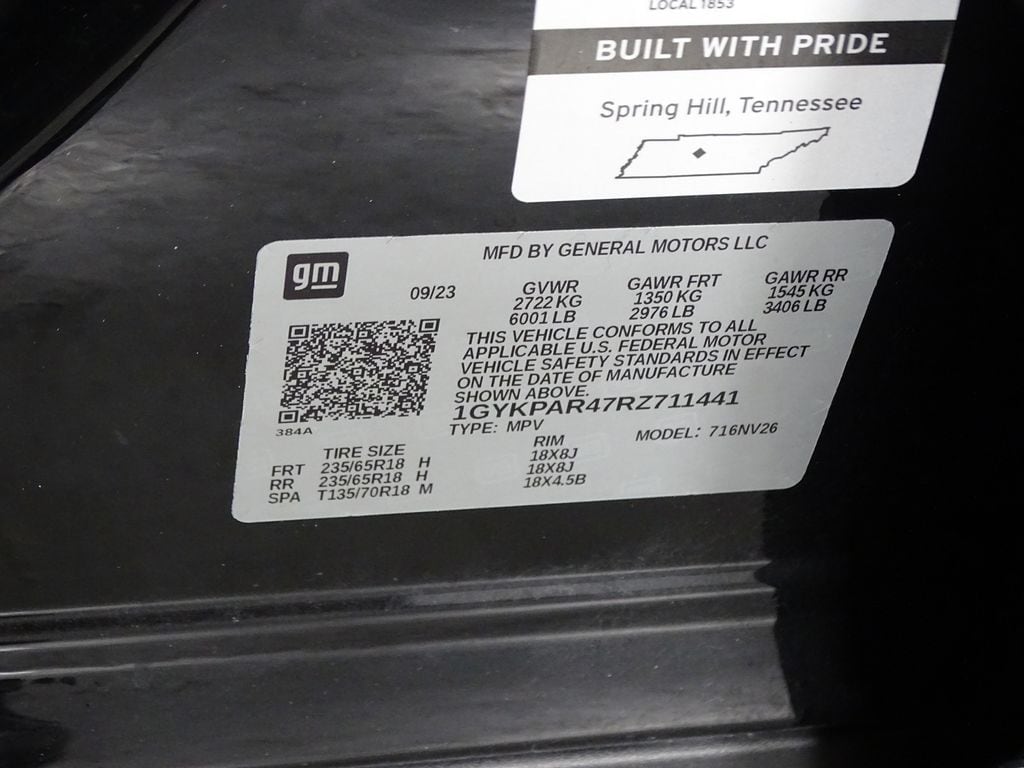 LOCAL 1853
BUILT WITH PRIDE
Spring Hill, Tennessee
gm
MFD BY GENERAL MOTORS LLC
09/23
GVWR GAWR FRT GAWR RR
2722 KG 1350 KG 1545 KG
6001 LB 2976 LB 3406 LB
THIS VEHICLE CONFORMS TO ALL
APPLICABLE U.S. FEDERAL MOTOR
VEHICLE SAFETY STANDARDS IN EFFECT
ON THE DATE OF MANUFACTURE
SHOWN ABOVE.
1GYKPAR47RZ711441
384A
TYPE: MPV MODEL: 716NV26
TIRE SIZE RIM
FRT 235/65R18 H 18X8J
RR 235/65R18 H 18X8J
SPA T135/70R18 M 18X4.5B